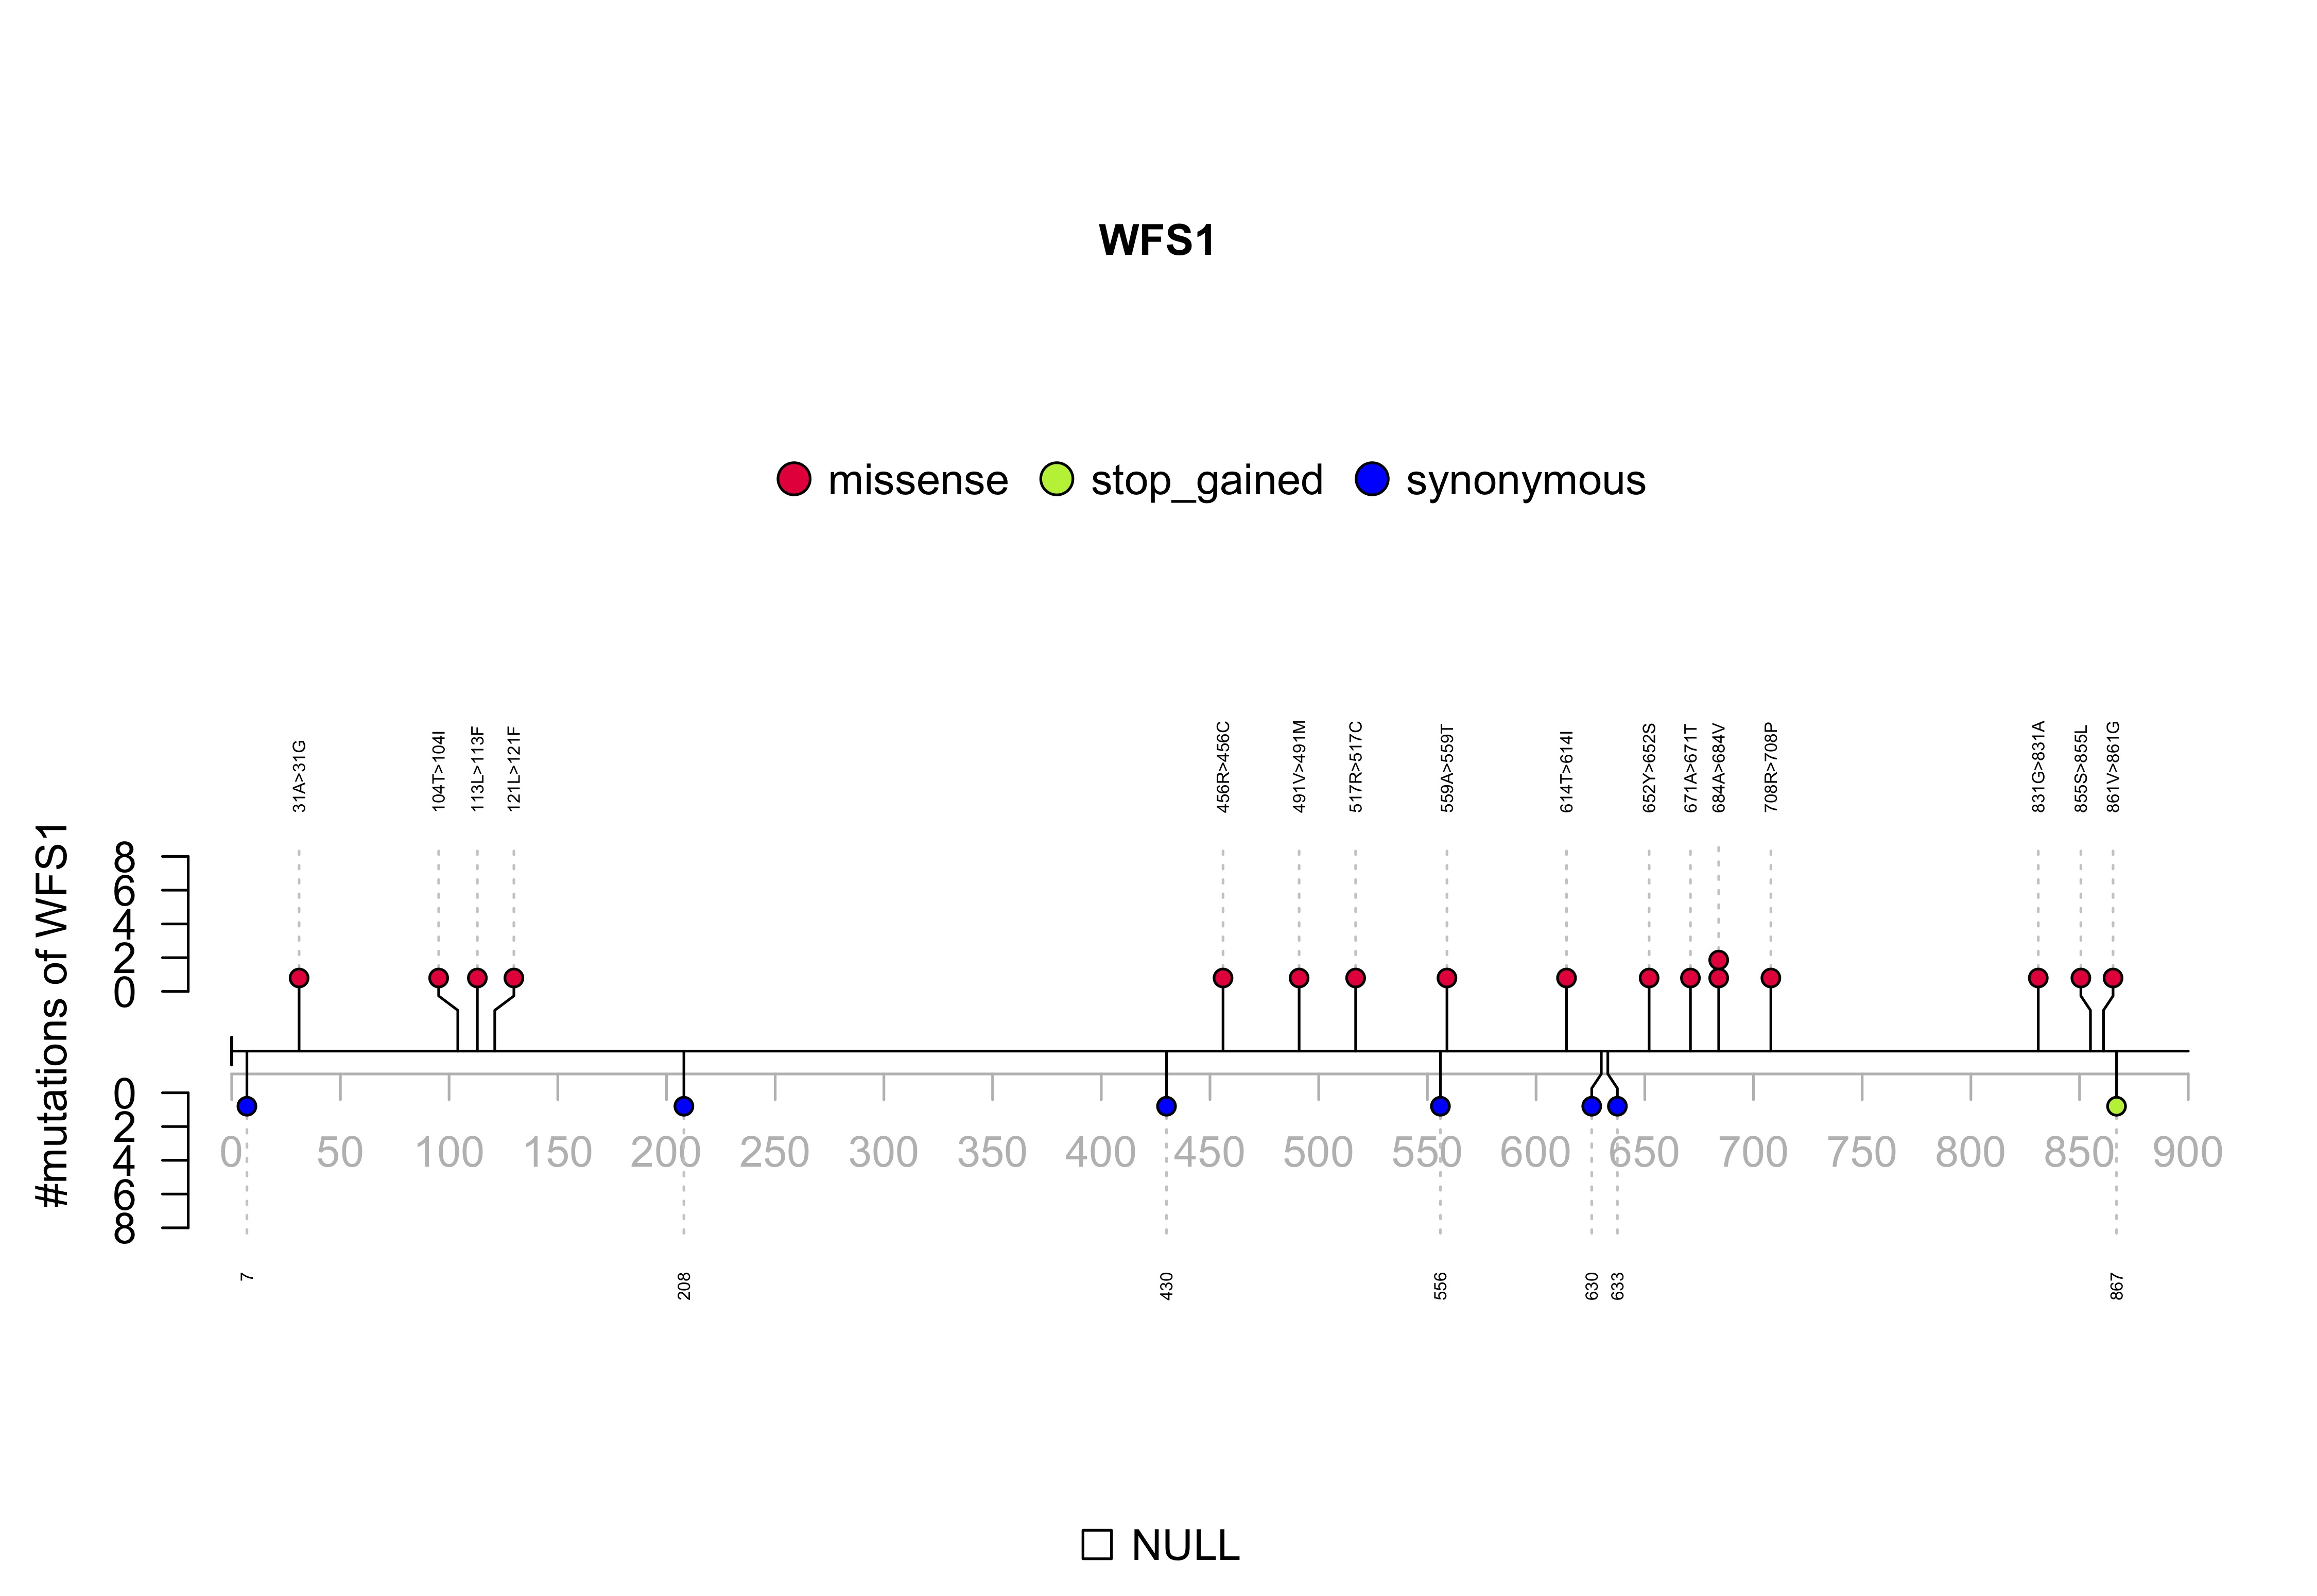 WFS1
missense stop_gained synonymous
31A>31G
104T>104I
113L>113F
121L>121F
456R>456C
491V>491M
517R>517C
559A>559T
614T>614I
652Y>652S
671A>671T
684A>684V
708R>708P
831G>831A
855S>855L
861V>861G
#mutations of WFS1
8
6
4
2
0
0
2
4
6
8
0 50 100 150 200 250 300 350 400 450 500 550 600 650 700 750 800 850 900
7
208
430
556
630
633
867
NULL